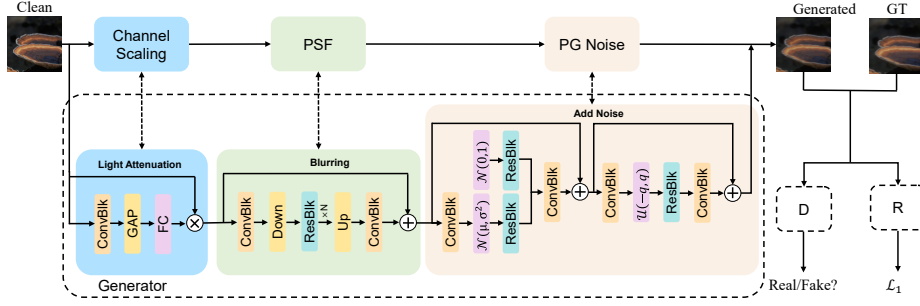 Clean
Channel
Scaling
PSF
PG Noise
Generated
GT
Light Attenuation
ConvBlk
GAP
FC
Blurring
ConvBlk
Down
ResBlk
×N
Up
ConvBlk
Add Noise
ConvBlk
𝒩(0,1)
ResBlk
𝒩(μ,σ²)
ResBlk
ConvBlk
ConvBlk
𝒰(−q,q)
ResBlk
ConvBlk
Generator
D
R
Real/Fake?
ℒ₁